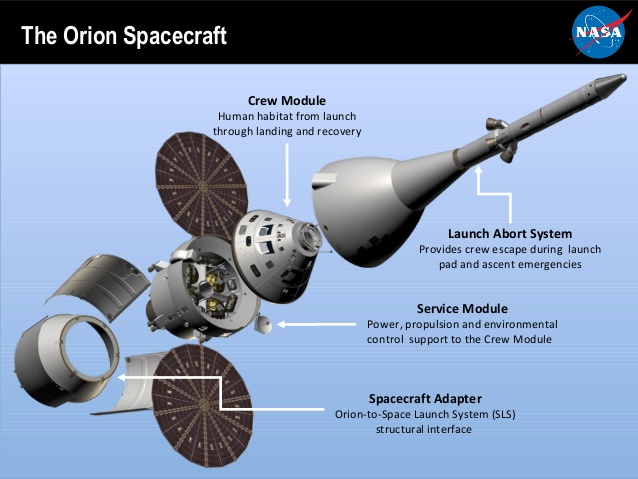 The Orion Spacecraft
NASA
Crew Module
Human habitat from launch
through landing and recovery
Launch Abort System
Provides crew escape during launch
pad and ascent emergencies
Service Module
Power, propulsion and environmental
control support to the Crew Module
Spacecraft Adapter
Orion-to-Space Launch System (SLS)
structural interface